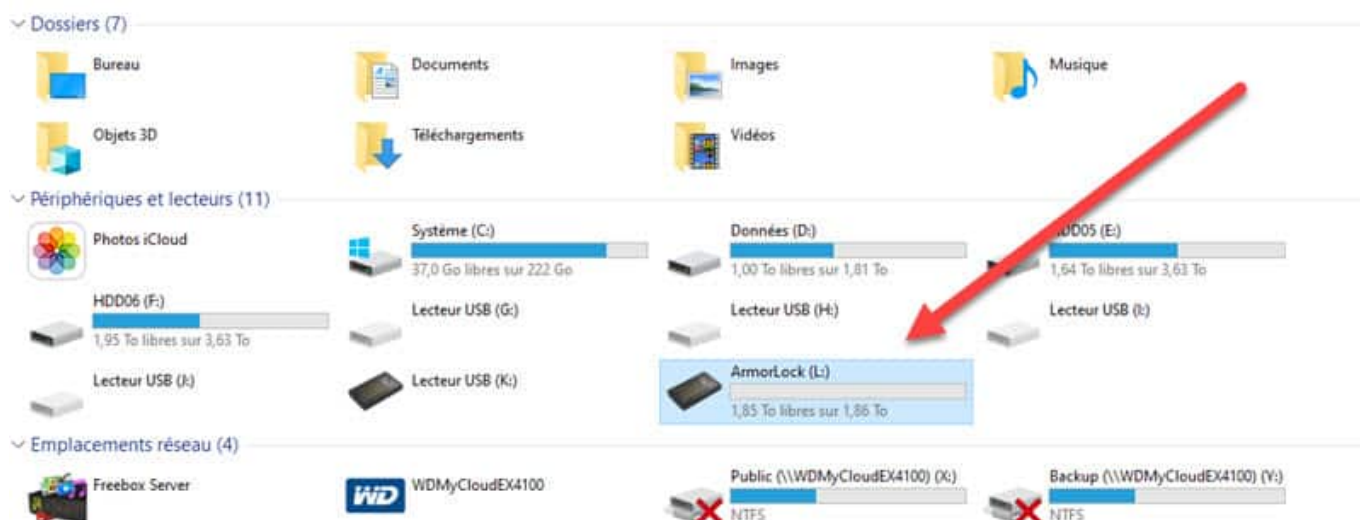 Dossiers (7)
Bureau
Documents
Images
Musique
Objets 3D
Téléchargements
Vidéos
Périphériques et lecteurs (11)
Photos iCloud
Système (C:)
37,0 Go libres sur 222 Go
Données (D:)
1,00 To libres sur 1,81 To
(E:)
1,64 To libres sur 3,63 To
HDD06 (F:)
1,95 To libres sur 3,63 To
Lecteur USB (G:)
Lecteur USB (H:)
Lecteur USB (I:)
Lecteur USB (J:)
Lecteur USB (K:)
ArmorLock (L:)
1,85 To libres sur 1,86 To
Emplacements réseau (4)
Freebox Server
WD
WDMyCloudEX4100
Public (\\WDMyCloudEX4100) (X:)
NTFS
Backup (\\WDMyCloudEX4100) (Y:)
NTFS